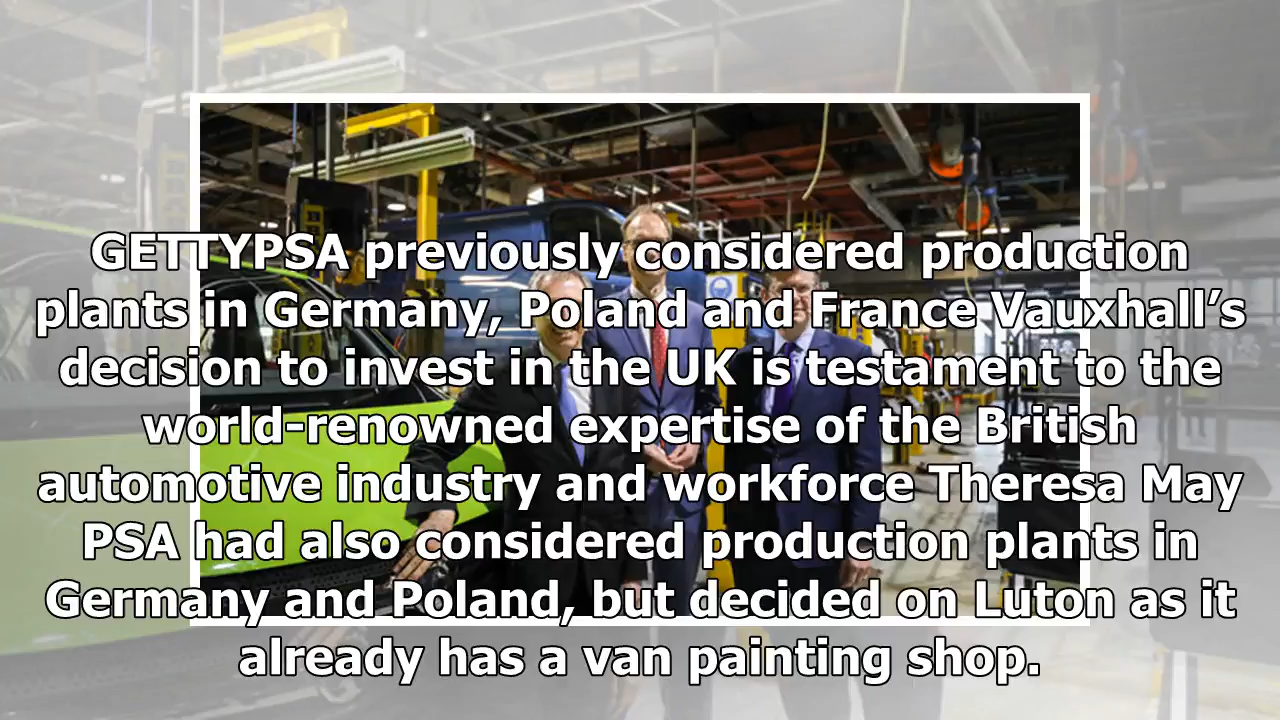 GETTYPSA previously considered production
plants in Germany, Poland and France Vauxhall’s
decision to invest in the UK is testament to the
world-renowned expertise of the British
automotive industry and workforce Theresa May
PSA had also considered production plants in
Germany and Poland, but decided on Luton as it
already has a van painting shop.